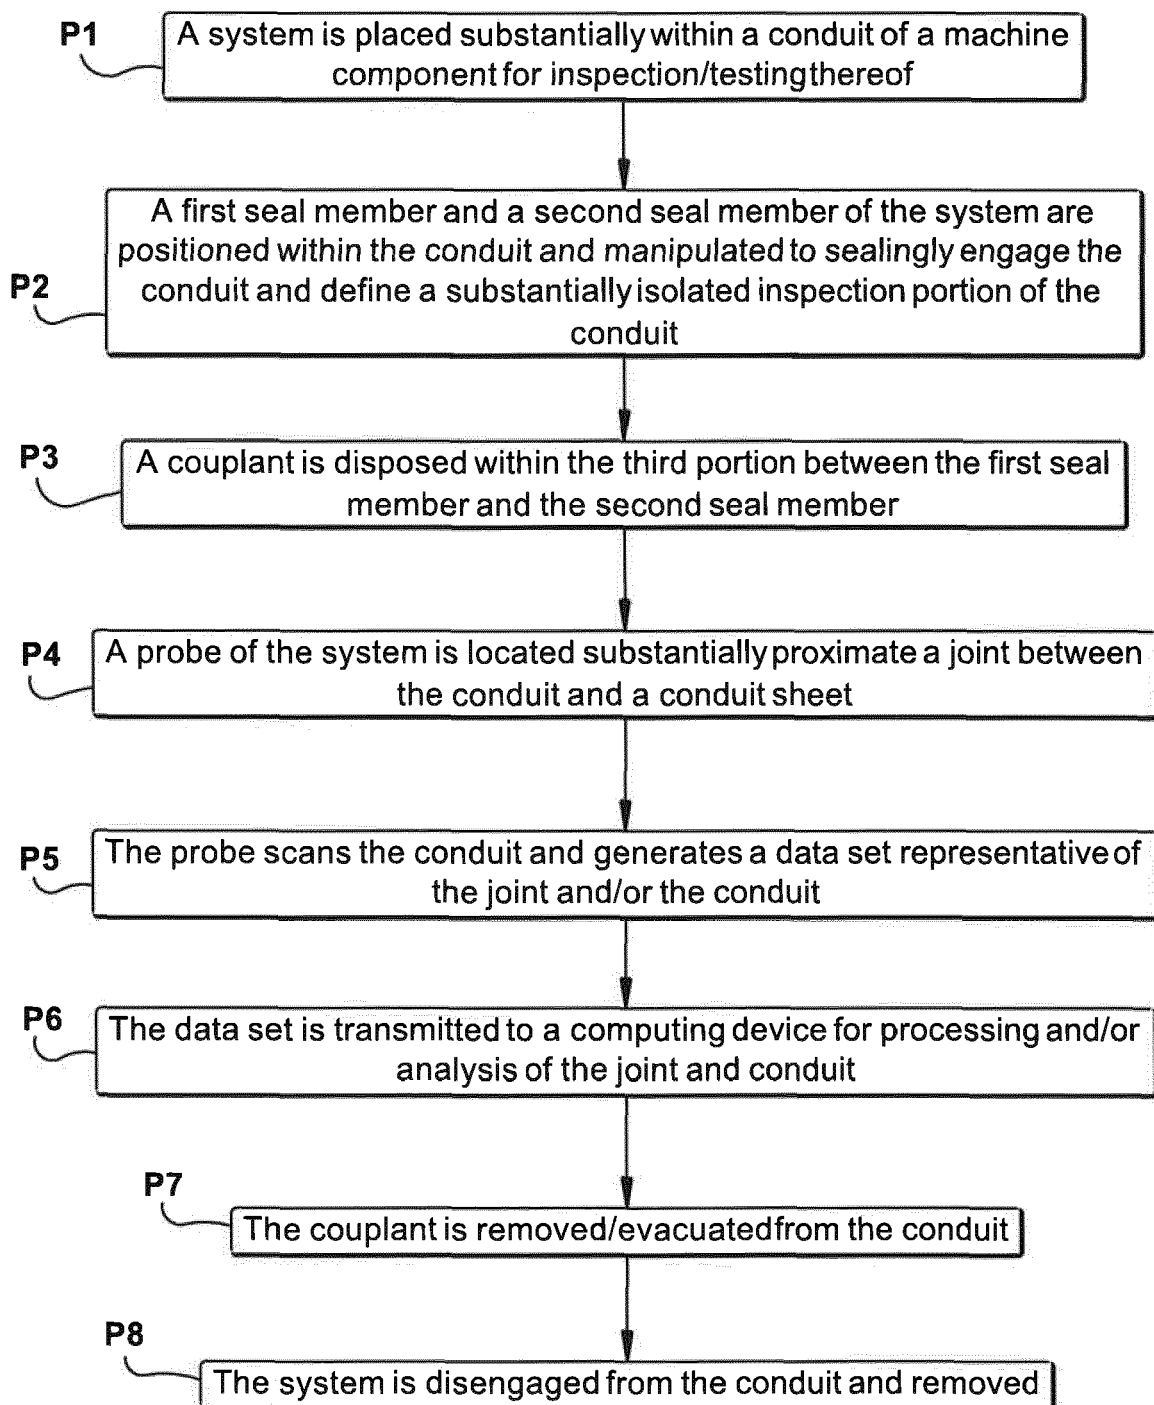 P1
A system is placed substantially within a conduit of a machine
component for inspection/testing thereof
P2
A first seal member and a second seal member of the system are
positioned within the conduit and manipulated to sealingly engage the
conduit and define a substantially isolated inspection portion of the
conduit
P3
A couplant is disposed within the third portion between the first seal
member and the second seal member
P4
A probe of the system is located substantially proximate a joint between
the conduit and a conduit sheet
P5
The probe scans the conduit and generates a data set representative of
the joint and/or the conduit
P6
The data set is transmitted to a computing device for processing and/or
analysis of the joint and conduit
P7
The couplant is removed/evacuated from the conduit
P8
The system is disengaged from the conduit and removed